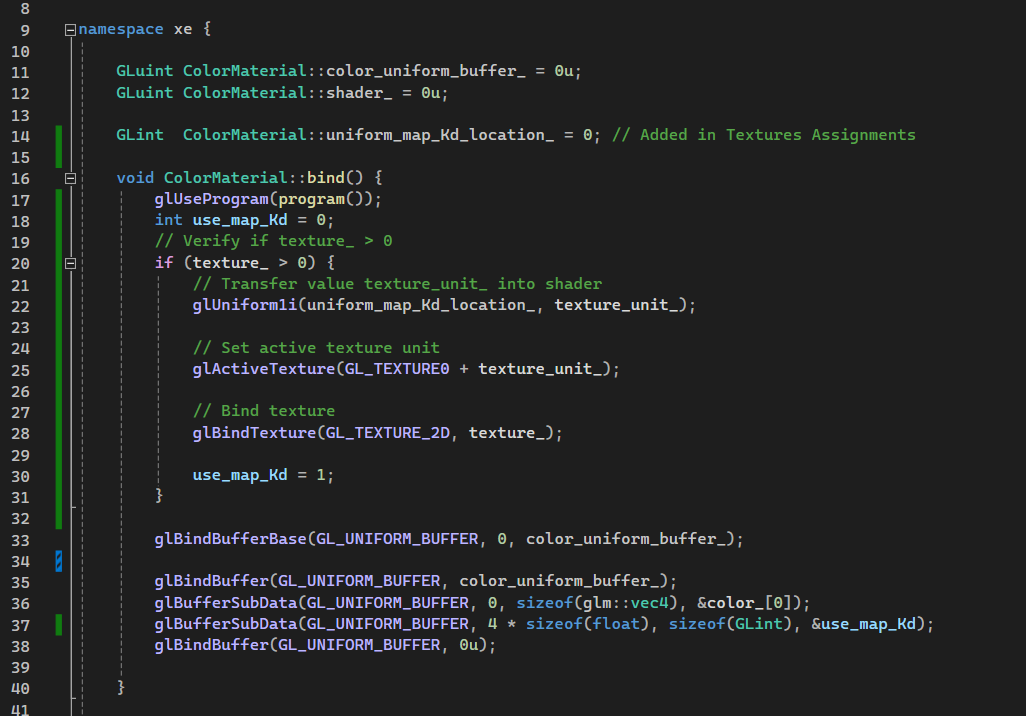 8
9 namespace xe {
10
11     GLuint ColorMaterial::color_uniform_buffer_ = 0u;
12     GLuint ColorMaterial::shader_ = 0u;
13
14     GLint  ColorMaterial::uniform_map_Kd_location_ = 0; // Added in Textures Assignments
15
16     void ColorMaterial::bind() {
17         glUseProgram(program());
18         int use_map_Kd = 0;
19         // Verify if texture_ > 0
20         if (texture_ > 0) {
21             // Transfer value texture_unit_ into shader
22             glUniform1i(uniform_map_Kd_location_, texture_unit_);
23
24             // Set active texture unit
25             glActiveTexture(GL_TEXTURE0 + texture_unit_);
26
27             // Bind texture
28             glBindTexture(GL_TEXTURE_2D, texture_);
29
30             use_map_Kd = 1;
31         }
32
33         glBindBufferBase(GL_UNIFORM_BUFFER, 0, color_uniform_buffer_);
34
35         glBindBuffer(GL_UNIFORM_BUFFER, color_uniform_buffer_);
36         glBufferSubData(GL_UNIFORM_BUFFER, 0, sizeof(glm::vec4), &color_[0]);
37         glBufferSubData(GL_UNIFORM_BUFFER, 4 * sizeof(float), sizeof(GLint), &use_map_Kd);
38         glBindBuffer(GL_UNIFORM_BUFFER, 0u);
39
40     }
41